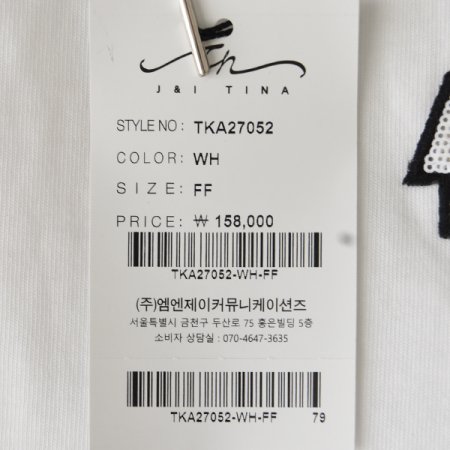 J & I TINA
STYLE NO : TKA27052
COLOR: WH
SIZE: FF
PRICE: ₩ 158,000
TKA27052-WH-FF
(주)엠엔제이커뮤니케이션즈
서울특별시 금천구 두산로 75 홍은빌딩 5층
소비자 상담실 : 070-4647-3635
TKA27052-WH-FF 79